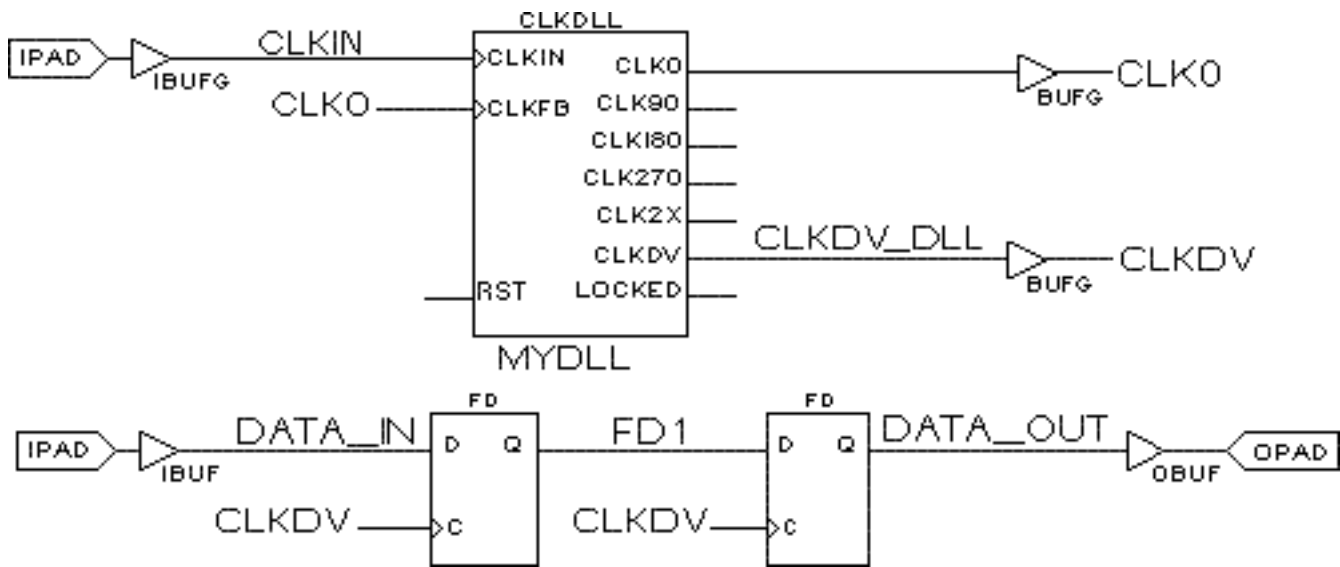 CLKDLL
IPAD
IBUFG
CLKIN
CLKIN
CLK0
BUFG
CLK0
CLK0
CLKFB
CLK90
CLK180
CLK270
CLK2X
CLKDV
CLKDV_DLL
BUFG
CLKDV
RST
LOCKED
MYDLL
FD
FD
IPAD
IBUF
DATA_IN
D
Q
FD1
D
Q
DATA_OUT
OBUF
OPAD
CLKDV
C
CLKDV
C